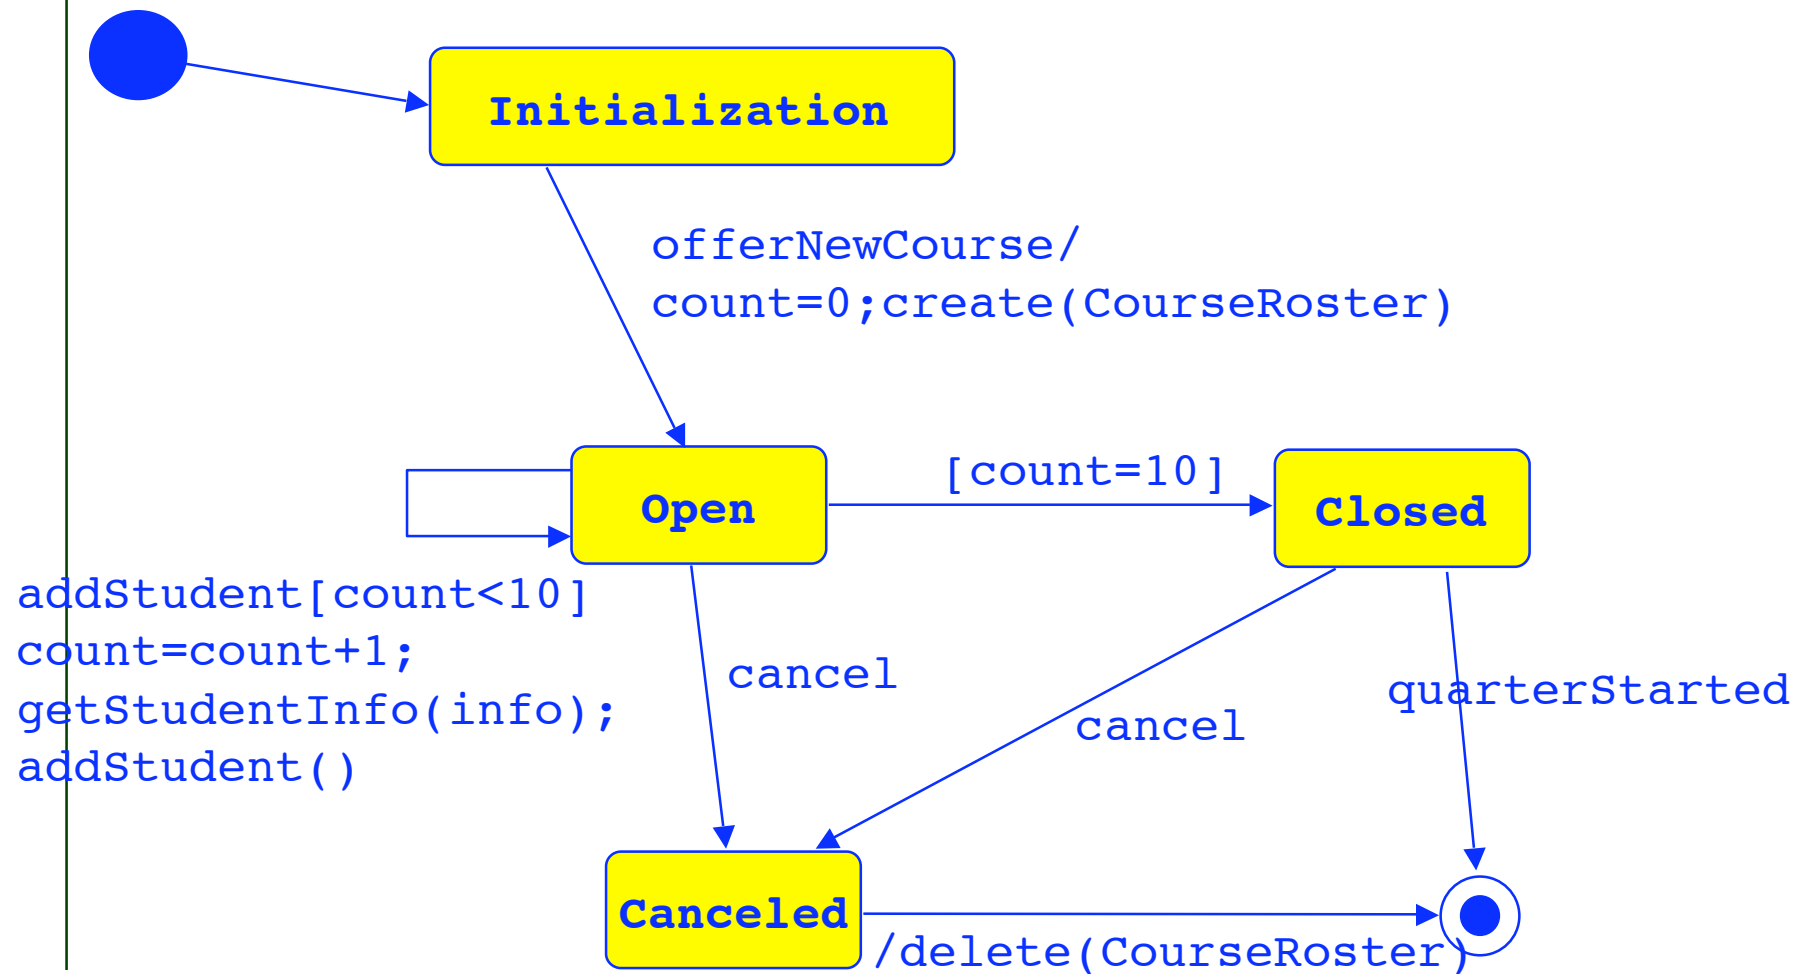 Initialization
offerNewCourse/
count=0;create(CourseRoster)
[count=10]
Open
Closed
addStudent[count<10]
count=count+1;
getStudentInfo(info);
addStudent()
cancel
cancel
quarterStarted
Canceled
/delete(CourseRoster)